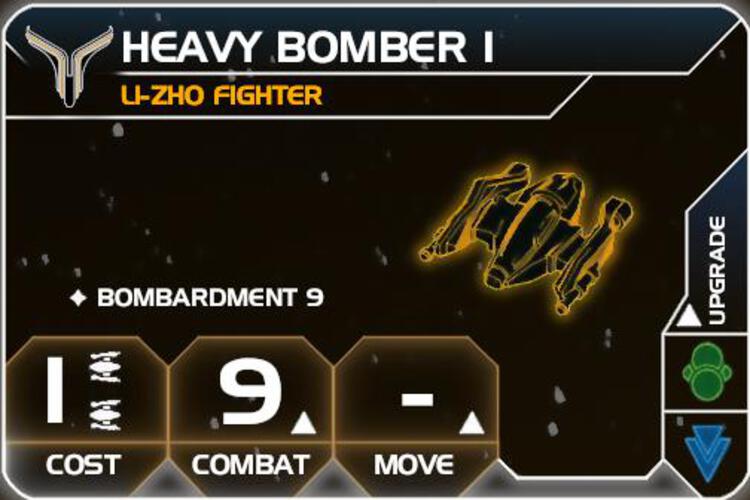 HEAVY BOMBER I
LI-ZHO FIGHTER
UPGRADE
BOMBARDMENT 9
1 9 -
COST COMBAT MOVE